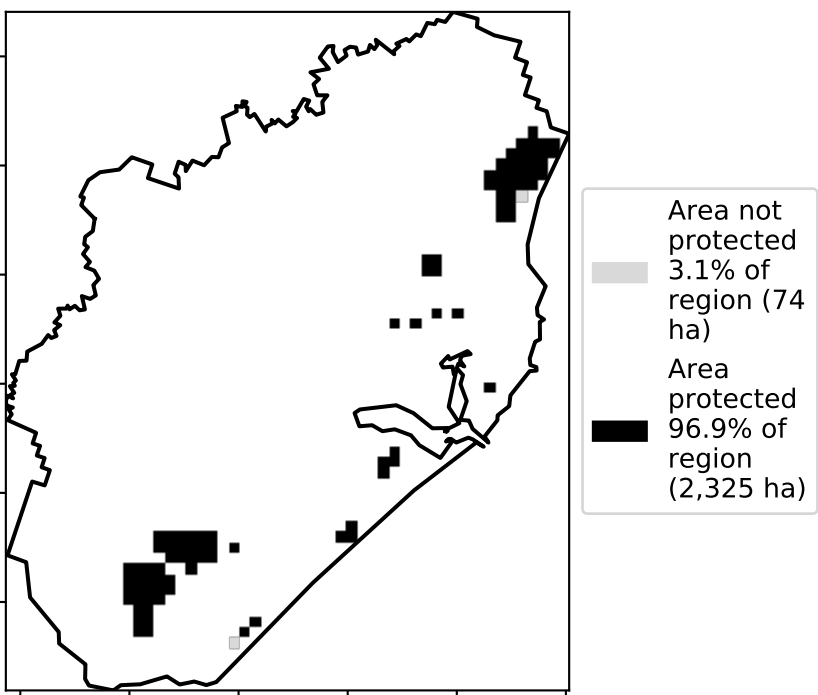 Area not
protected
3.1% of
region (74
ha)
Area
protected
96.9% of
region
(2,325 ha)